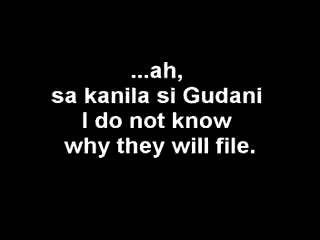 ...ah,
sa kanila si Gudani
I do not know
why they will file.